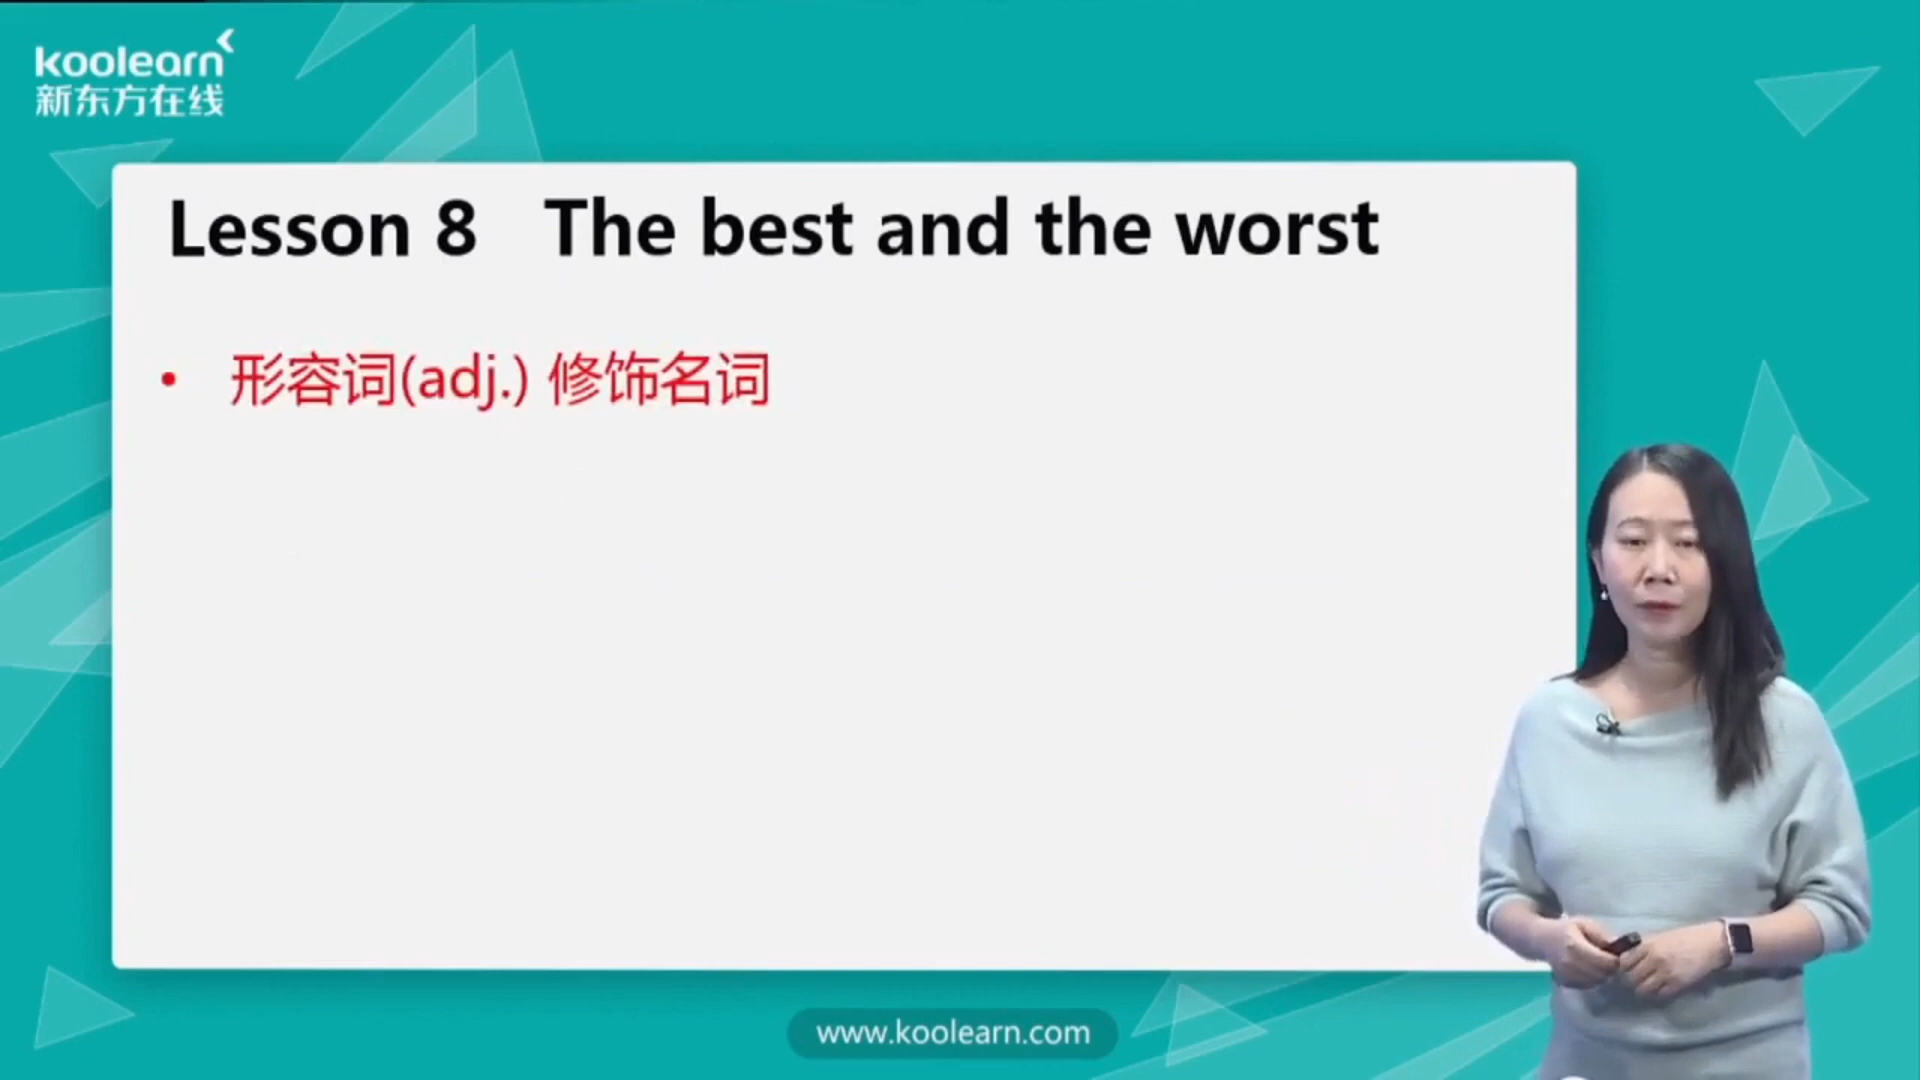 koolearn
新东方在线
Lesson 8 The best and the worst
• 形容词(adj.) 修饰名词
www.koolearn.com